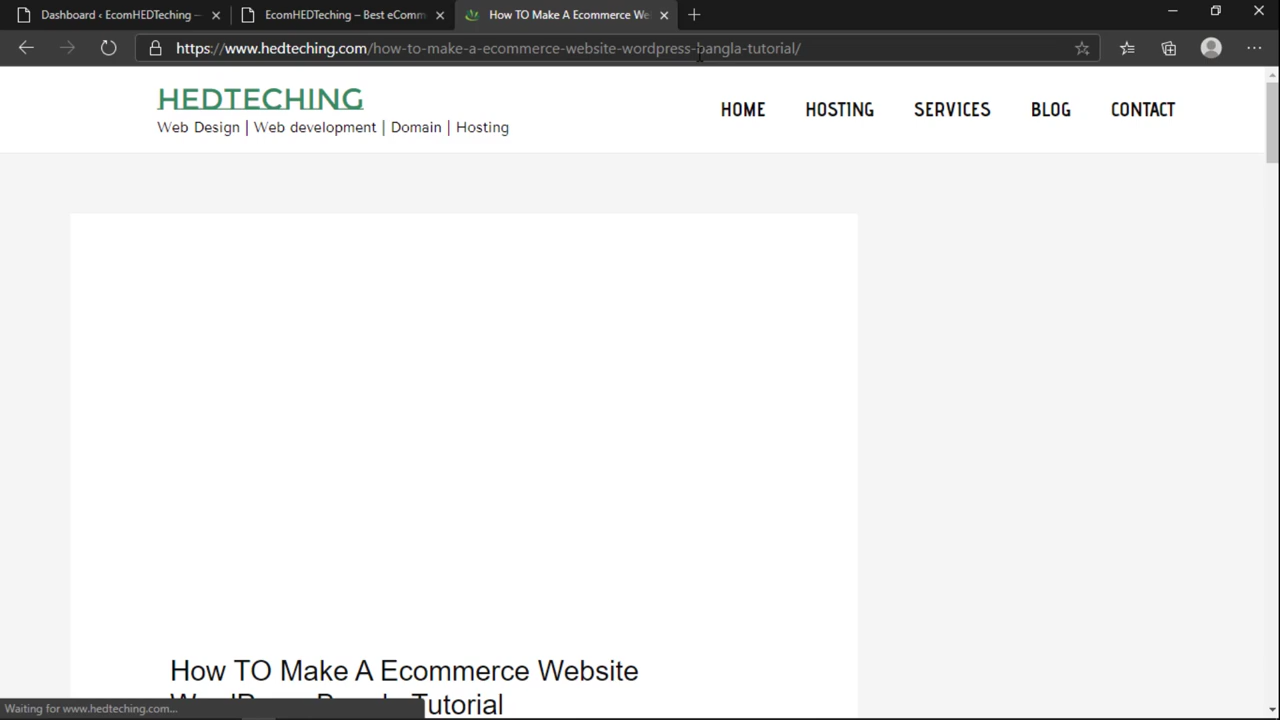 Dashboard ‹ EcomHEDTeching —
EcomHEDTeching – Best eComm
How TO Make A Ecommerce We
https://www.hedteching.com/how-to-make-a-ecommerce-website-wordpress-bangla-tutorial/
HEDTECHING
Web Design | Web development | Domain | Hosting
HOME HOSTING SERVICES BLOG CONTACT
How TO Make A Ecommerce Website
WordPress Bangla Tutorial
Waiting for www.hedteching.com...